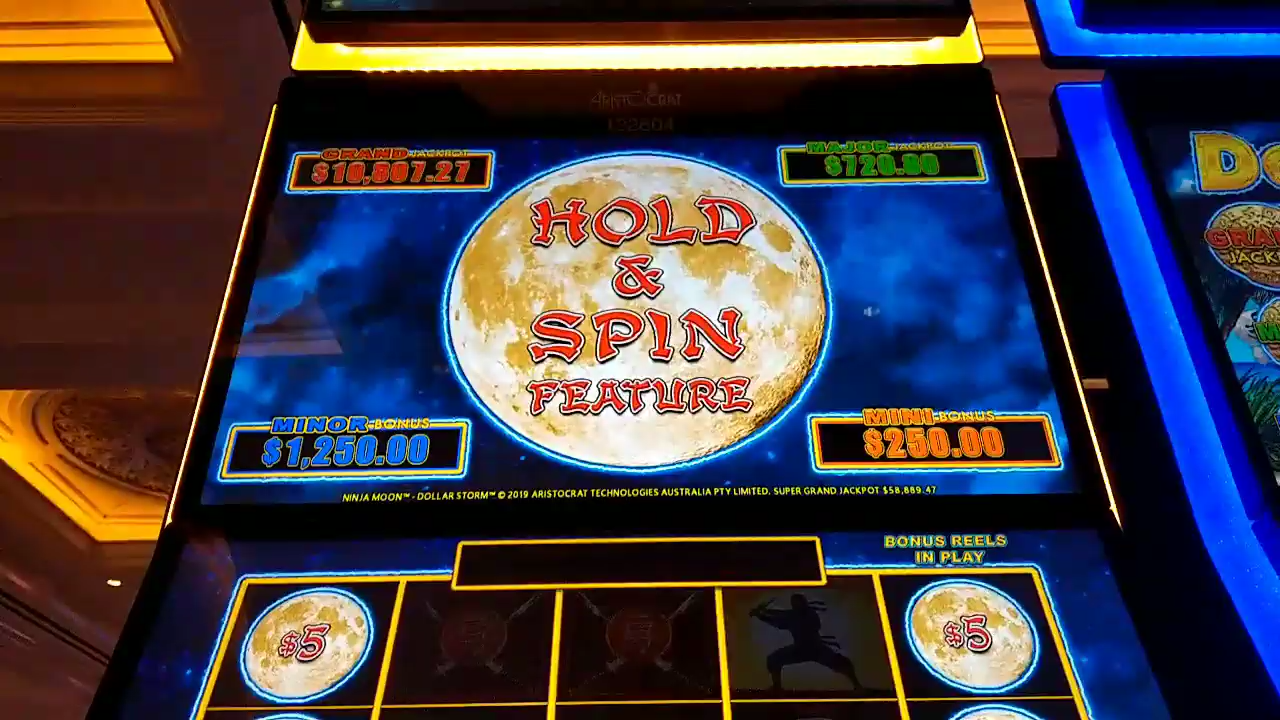 ARISTOCRAT
132604
GRAND JACKPOT
$10,807.27
MAJOR JACKPOT
$720.80
HOLD
&
SPIN
FEATURE
MINOR BONUS
$1,250.00
MINI BONUS
$250.00
NINJA MOON™ - DOLLAR STORM™ © 2019 ARISTOCRAT TECHNOLOGIES AUSTRALIA PTY LIMITED. SUPER GRAND JACKPOT $58,889.47
BONUS REELS
IN PLAY
$5
$5